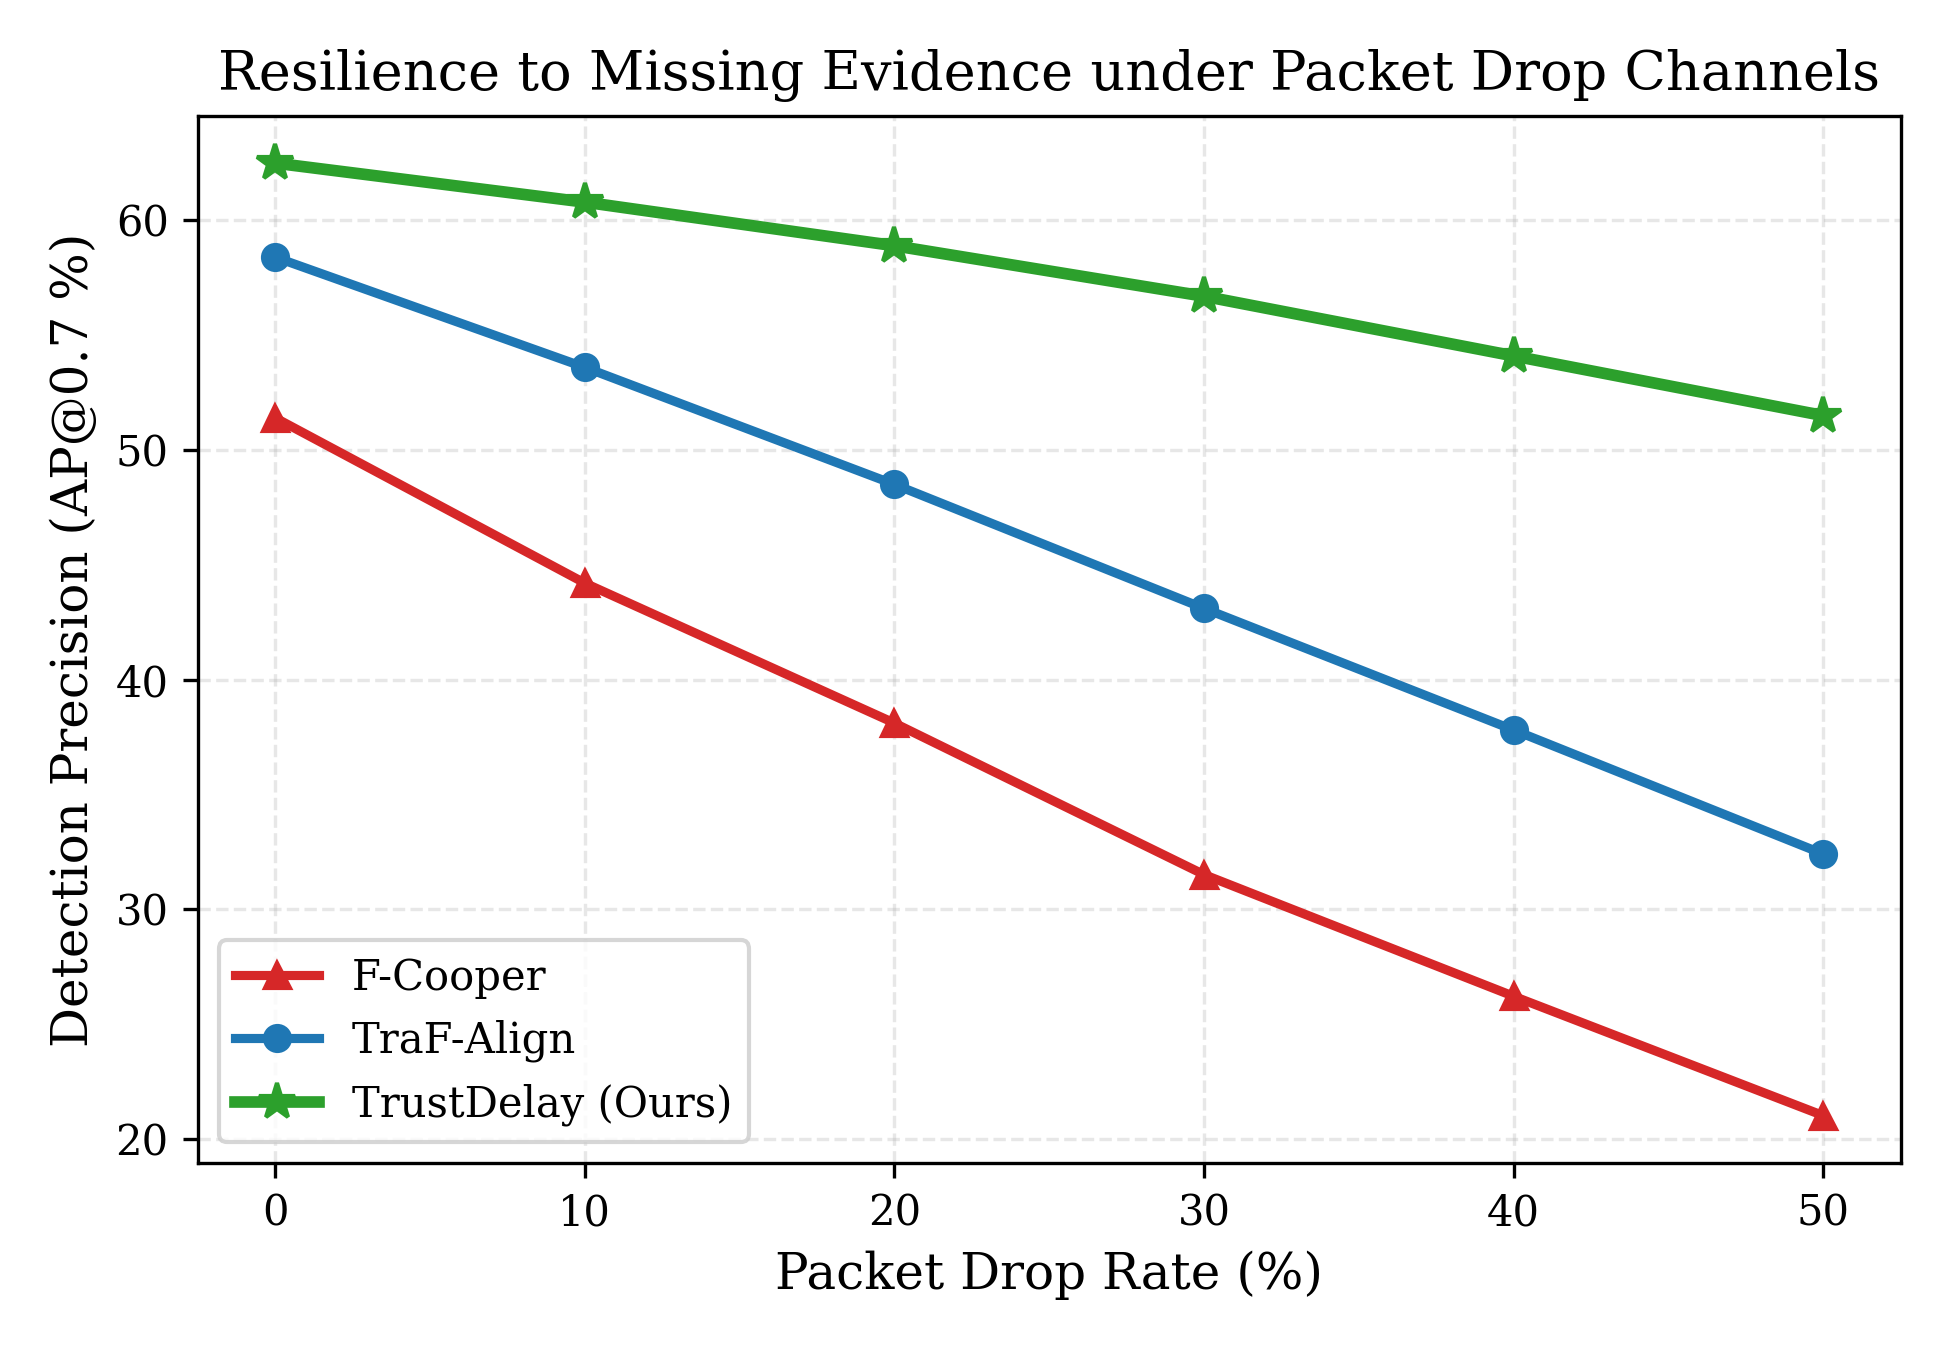 Resilience to Missing Evidence under Packet Drop Channels
Detection Precision (AP@0.7 %)
60
50
40
30
20
F-Cooper
TraF-Align
TrustDelay (Ours)
0 10 20 30 40 50
Packet Drop Rate (%)